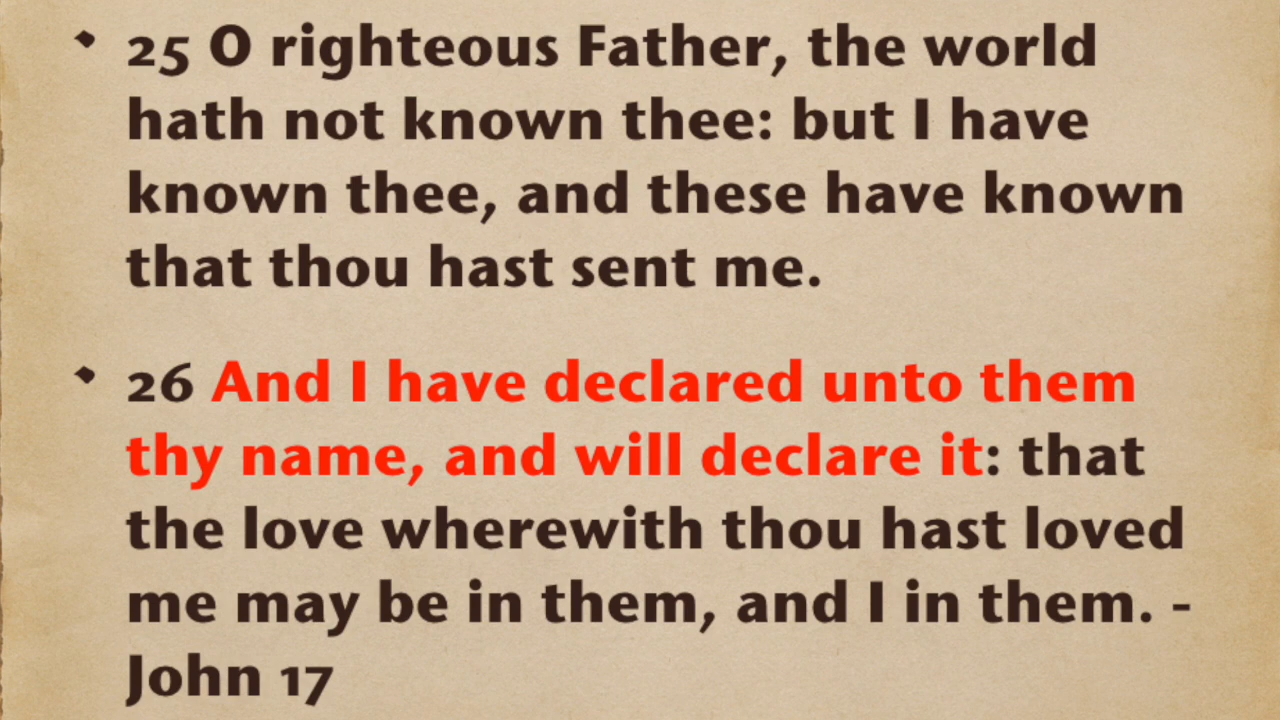 25 O righteous Father, the world
hath not known thee: but I have
known thee, and these have known
that thou hast sent me.
26 And I have declared unto them
thy name, and will declare it: that
the love wherewith thou hast loved
me may be in them, and I in them. -
John 17